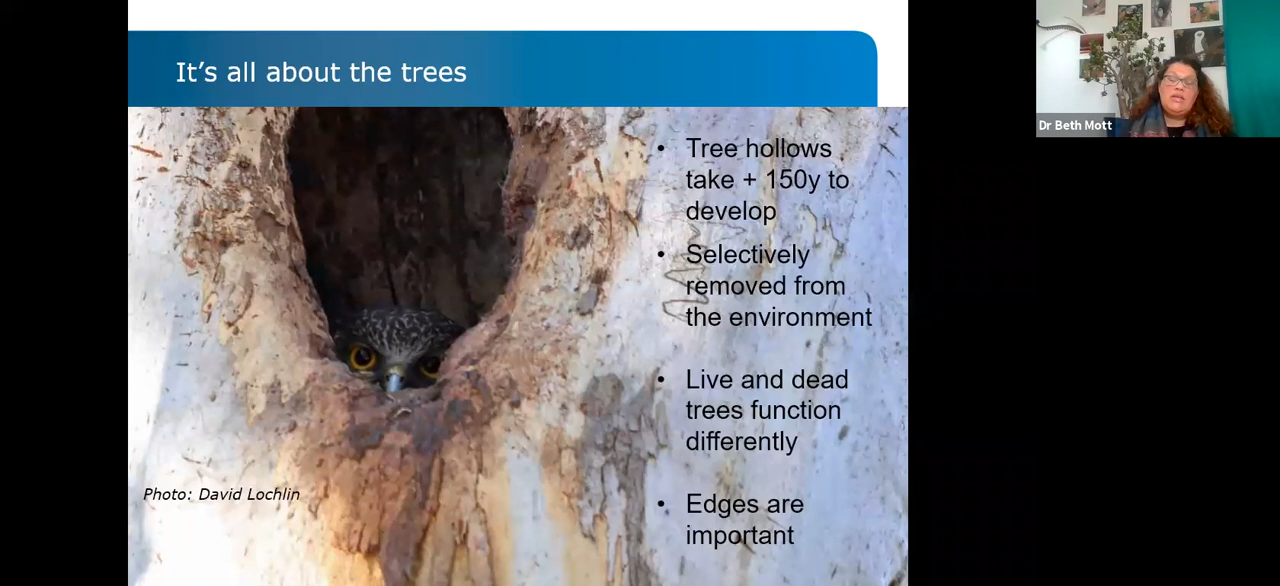 It's all about the trees
Dr Beth Mott
• Tree hollows
take + 150y to
develop
• Selectively
removed from
the environment
• Live and dead
trees function
differently
• Edges are
important
Photo: David Lochlin